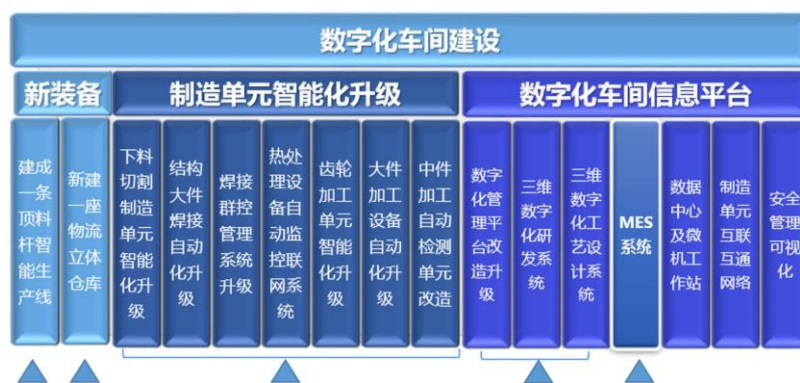 数字化车间建设
新装备
制造单元智能化升级
数字化车间信息平台
建成一条顶料杆智能生产线
新建一座物流立体仓库
下料切割制造单元智能化升级
结构大件焊接自动化升级
焊接群控管理系统升级
热处理设备自动监控联网系统
齿轮加工单元智能化升级
大件加工设备自动化升级
中件加工自动检测单元改造
数字化管理平台改造升级
三维数字化研发系统
三维数字化工艺设计系统
MES系统
数据中心及微机工作站
制造单元互联互通网络
安全管理可视化